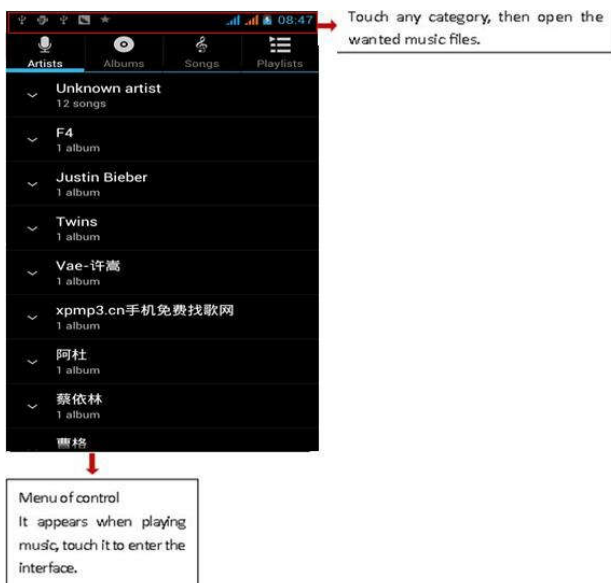 08:47
Touch any category, then open the
wanted music files.
Artists Albums Songs Playlists
Unknown artist
12 songs
F4
1 album
Justin Bieber
1 album
Twins
1 album
Vae-许嵩
1 album
xpmp3.cn手机免费找歌网
1 album
阿杜
1 album
蔡依林
1 album
曹格
Menu of control
It appears when playing
music, touch it to enter the
interface.